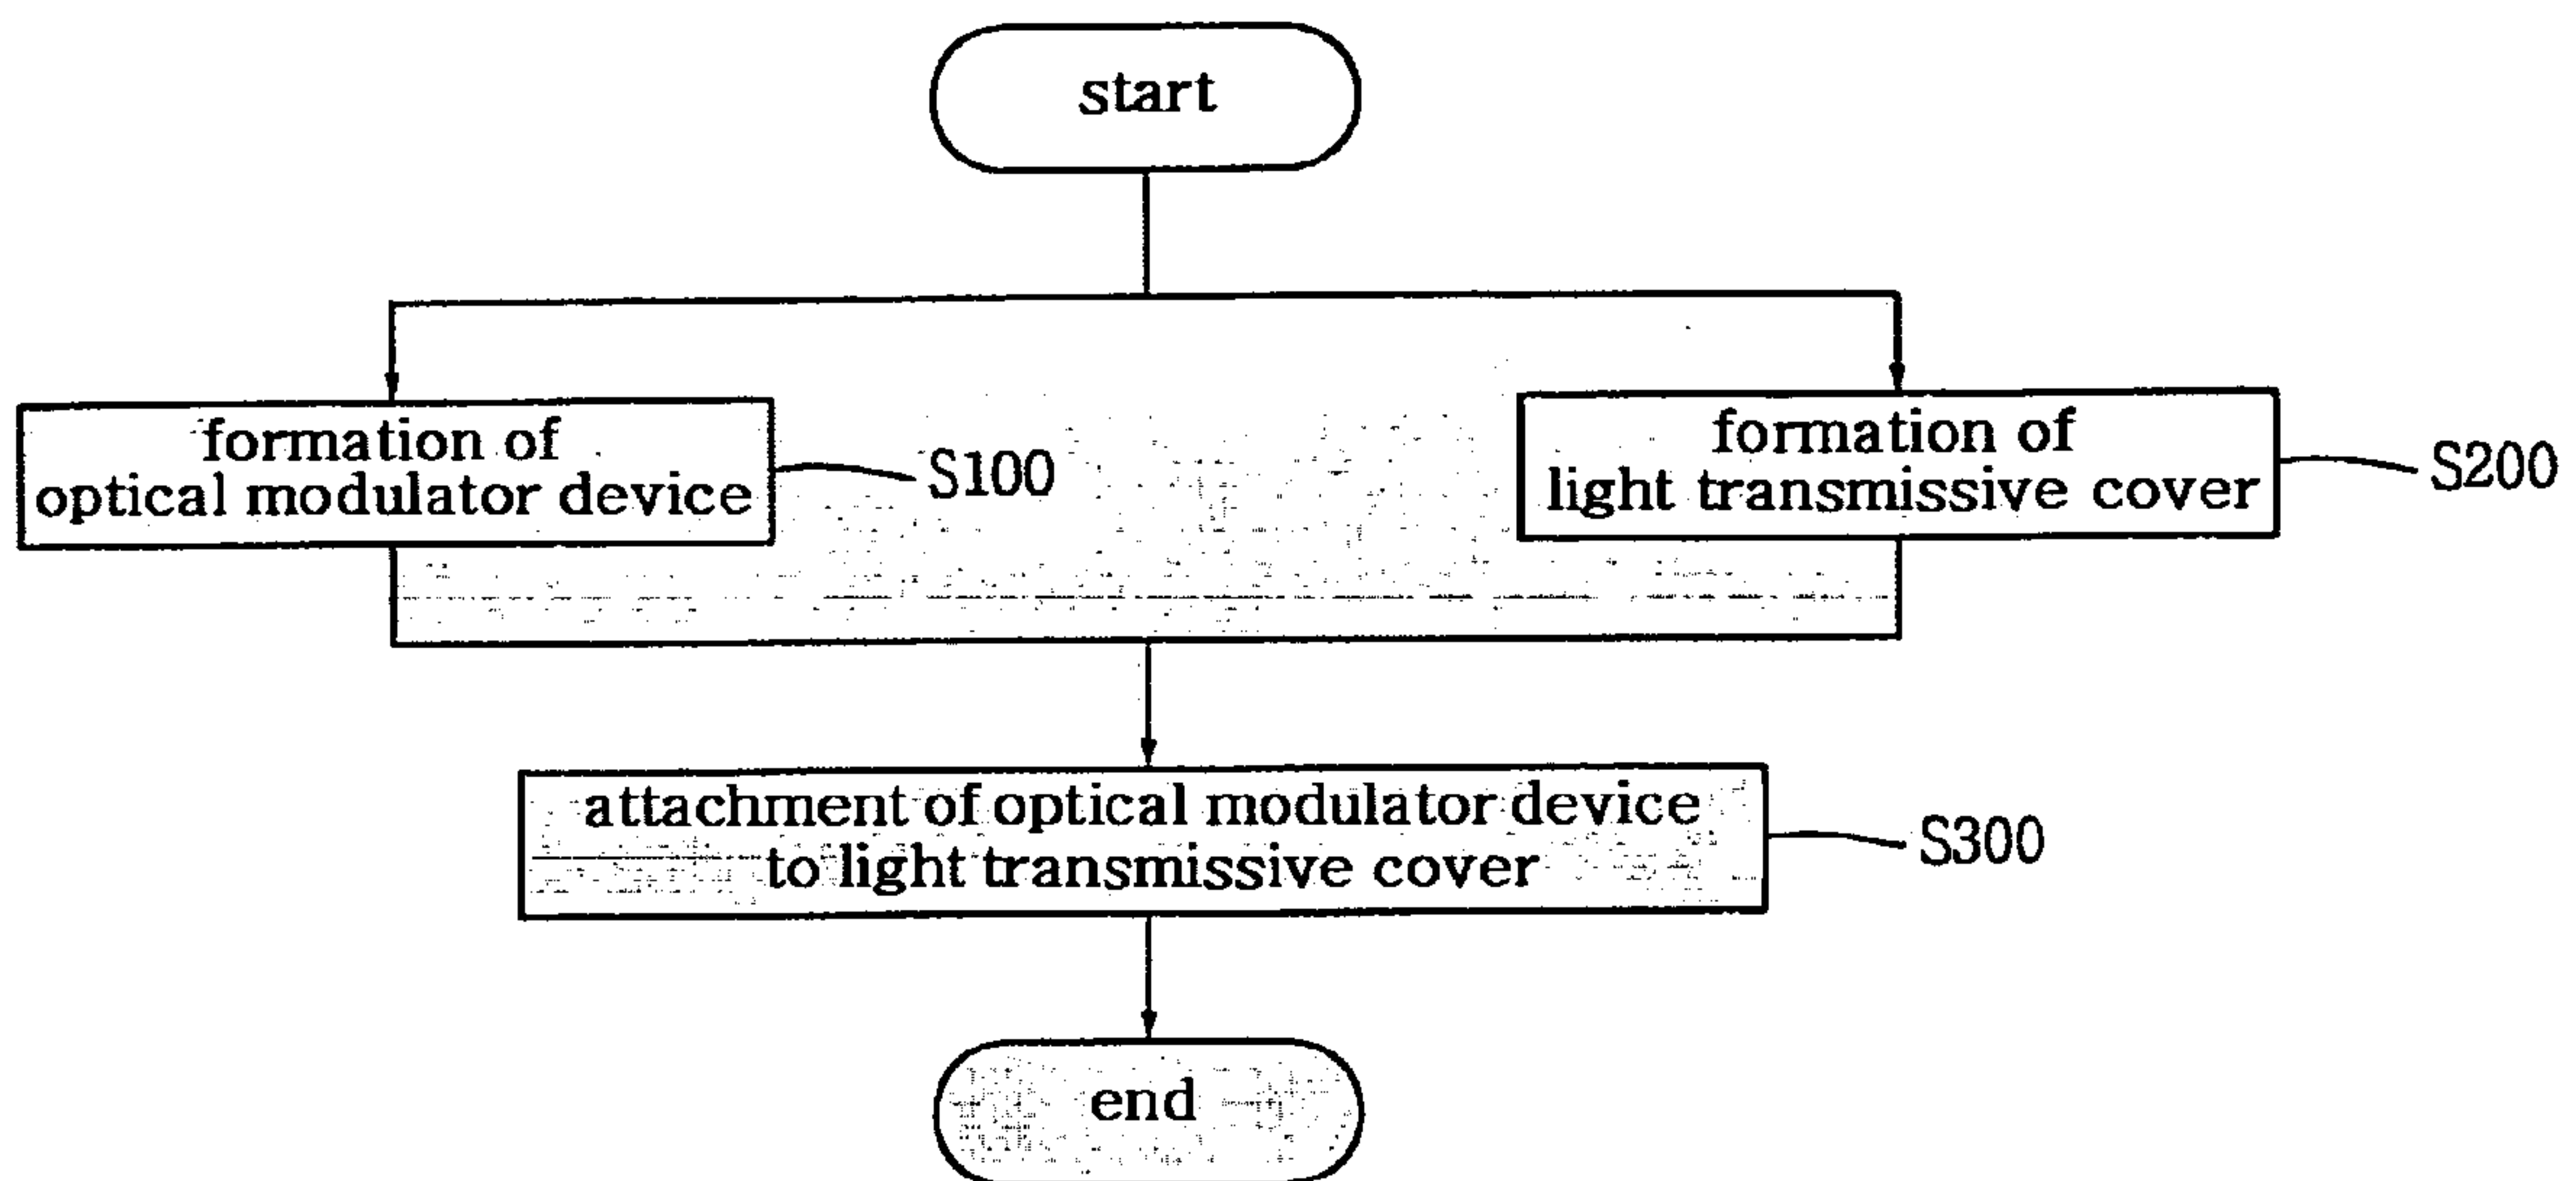 start
formation of
optical modulator device
S100
formation of
light transmissive cover
S200
attachment of optical modulator device
to light transmissive cover
S300
end